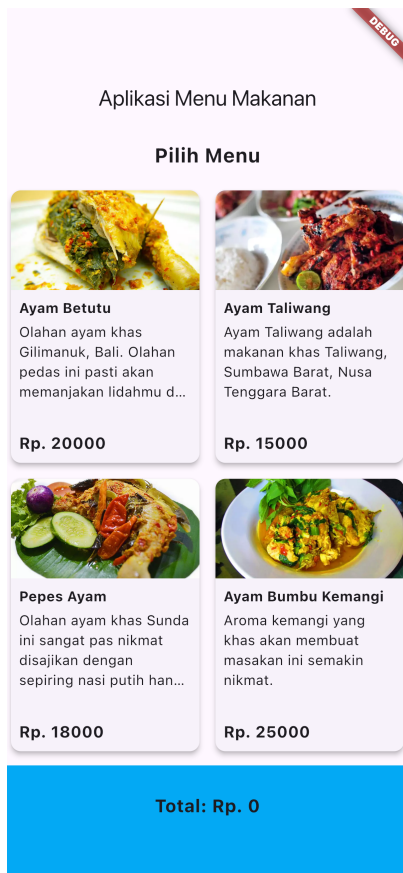 DEBUG
Aplikasi Menu Makanan
Pilih Menu
Ayam Betutu
Olahan ayam khas
Gilimanuk, Bali. Olahan
pedas ini pasti akan
memanjakan lidahmu d...
Rp. 20000
Ayam Taliwang
Ayam Taliwang adalah
makanan khas Taliwang,
Sumbawa Barat, Nusa
Tenggara Barat.
Rp. 15000
Pepes Ayam
Olahan ayam khas Sunda
ini sangat pas nikmat
disajikan dengan
sepiring nasi putih han...
Rp. 18000
Ayam Bumbu Kemangi
Aroma kemangi yang
khas akan membuat
masakan ini semakin
nikmat.
Rp. 25000
Total: Rp. 0